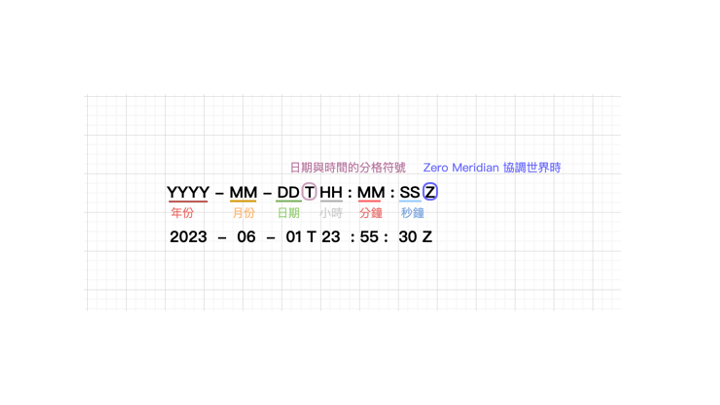 日期與時間的分格符號 Zero Meridian 協調世界時
YYYY – MM – DD T HH : MM : SS Z
年份 月份 日期 小時 分鐘 秒鐘
2023 – 06 – 01 T 23 : 55 : 30 Z